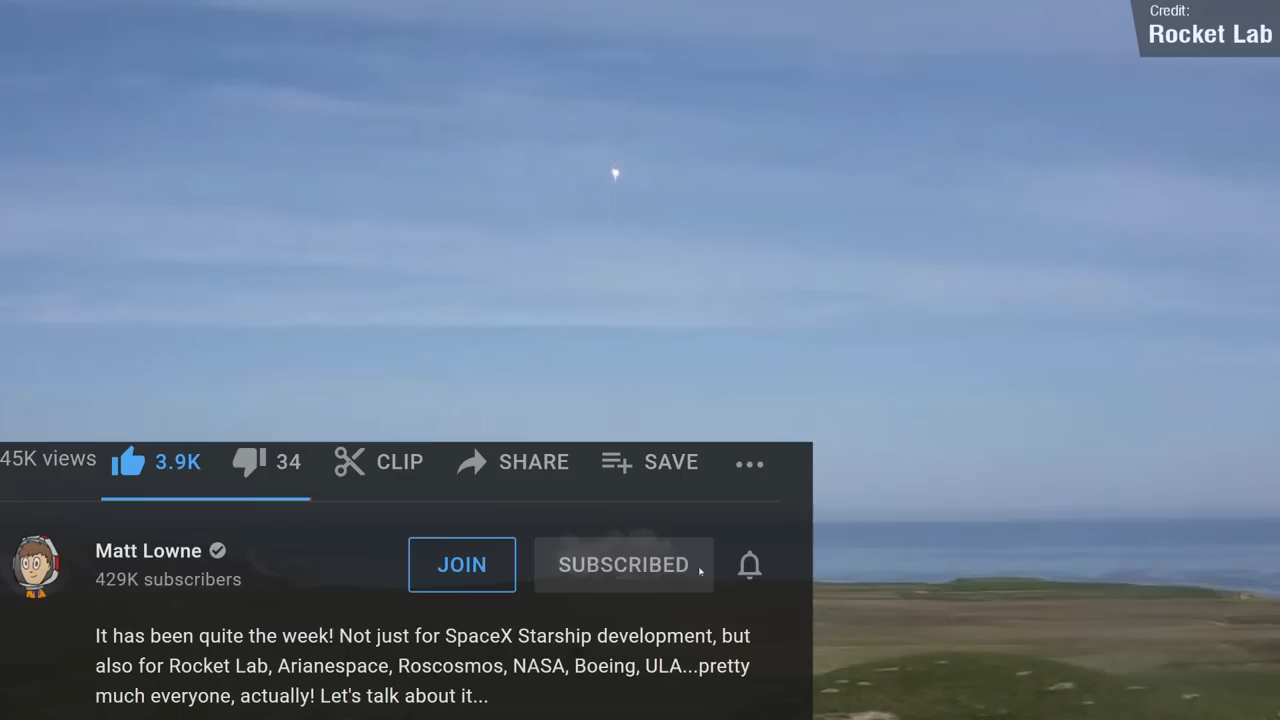 Credit:
Rocket Lab
45K views 3.9K 34 CLIP SHARE SAVE
Matt Lowne
429K subscribers
JOIN SUBSCRIBED
It has been quite the week! Not just for SpaceX Starship development, but
also for Rocket Lab, Arianespace, Roscosmos, NASA, Boeing, ULA...pretty
much everyone, actually! Let's talk about it...